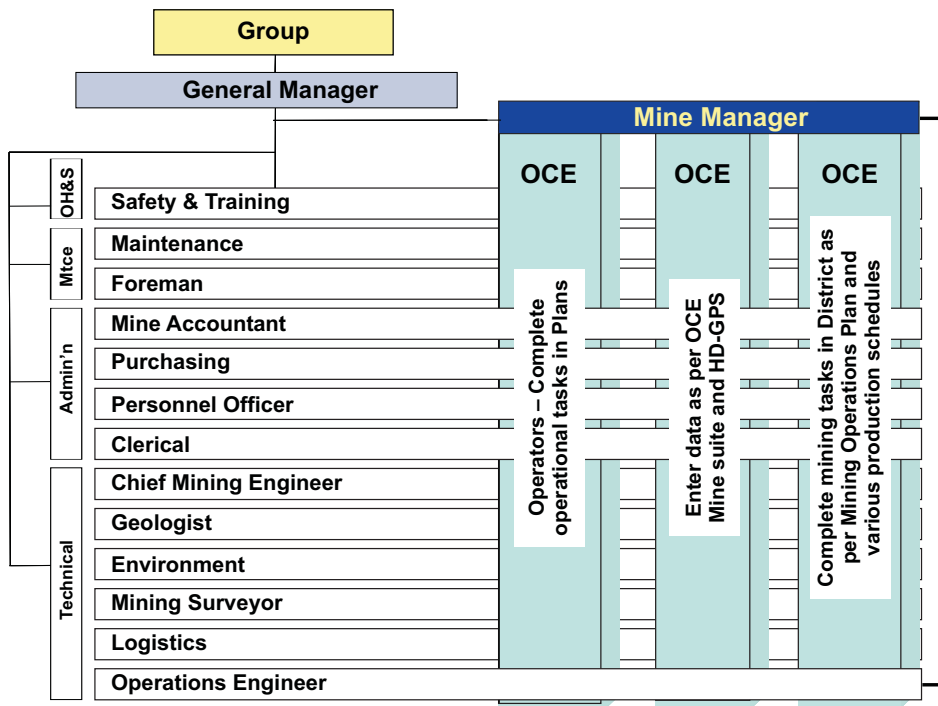 Group
General Manager
Mine Manager
OCE
OCE
OCE
OH&S
Safety & Training
Mtce
Maintenance
Foreman
Admin’n
Mine Accountant
Purchasing
Personnel Officer
Clerical
Technical
Chief Mining Engineer
Geologist
Environment
Mining Surveyor
Logistics
Operations Engineer
Operators – Complete
operational tasks in Plans
Enter data as per OCE
Mine suite and HD-GPS
Complete mining tasks in District as
per Mining Operations Plan and
various production schedules